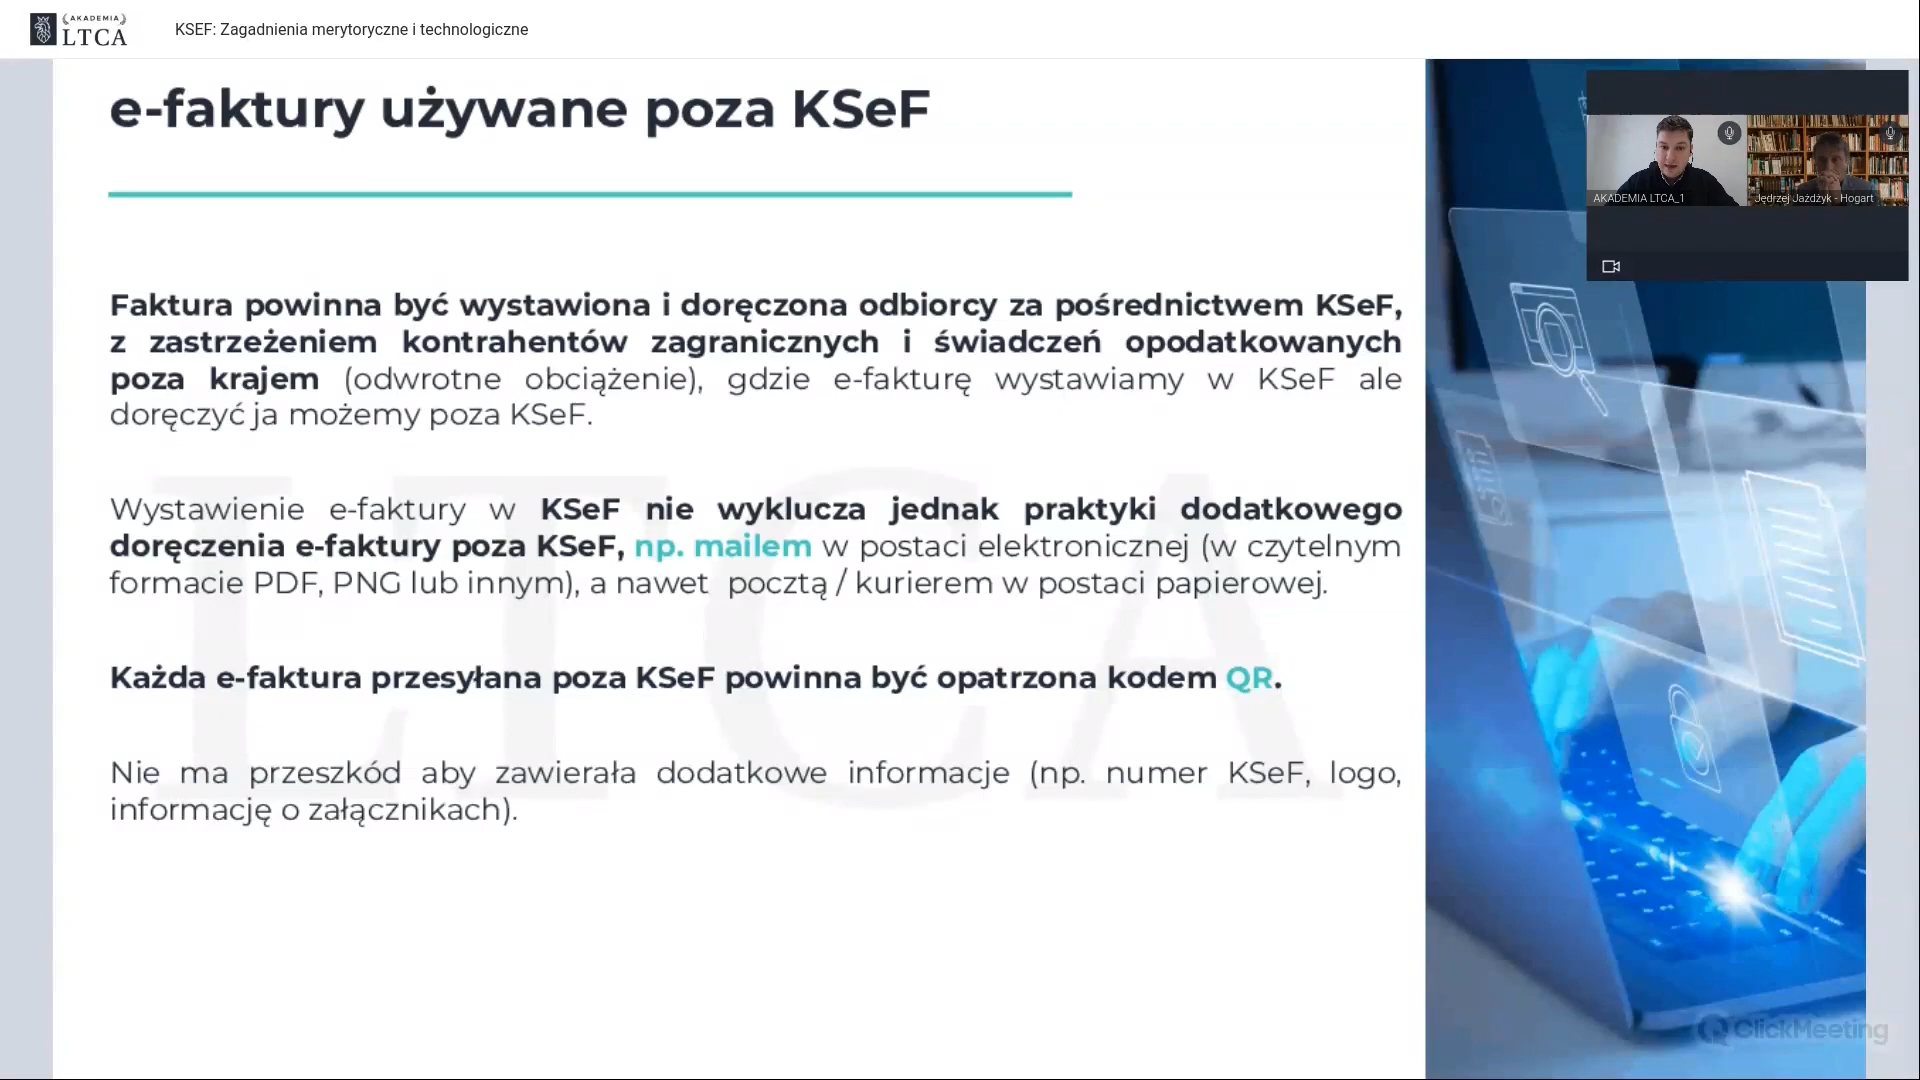 AKADEMIA
LTCA
KSEF: Zagadnienia merytoryczne i technologiczne
e-faktury używane poza KSeF
AKADEMIA LTCA_1
Jędrzej Jażdżyk - Hogart
Faktura powinna być wystawiona i doręczona odbiorcy za pośrednictwem KSeF,
z zastrzeżeniem kontrahentów zagranicznych i świadczeń opodatkowanych
poza krajem (odwrotne obciążenie), gdzie e-fakturę wystawiamy w KSeF ale
doręczyć ja możemy poza KSeF.
Wystawienie e-faktury w KSeF nie wyklucza jednak praktyki dodatkowego
doręczenia e-faktury poza KSeF, np. mailem w postaci elektronicznej (w czytelnym
formacie PDF, PNG lub innym), a nawet pocztą / kurierem w postaci papierowej.
Każda e-faktura przesyłana poza KSeF powinna być opatrzona kodem QR.
Nie ma przeszkód aby zawierała dodatkowe informacje (np. numer KSeF, logo,
informację o załącznikach).
LTCA
ClickMeeting